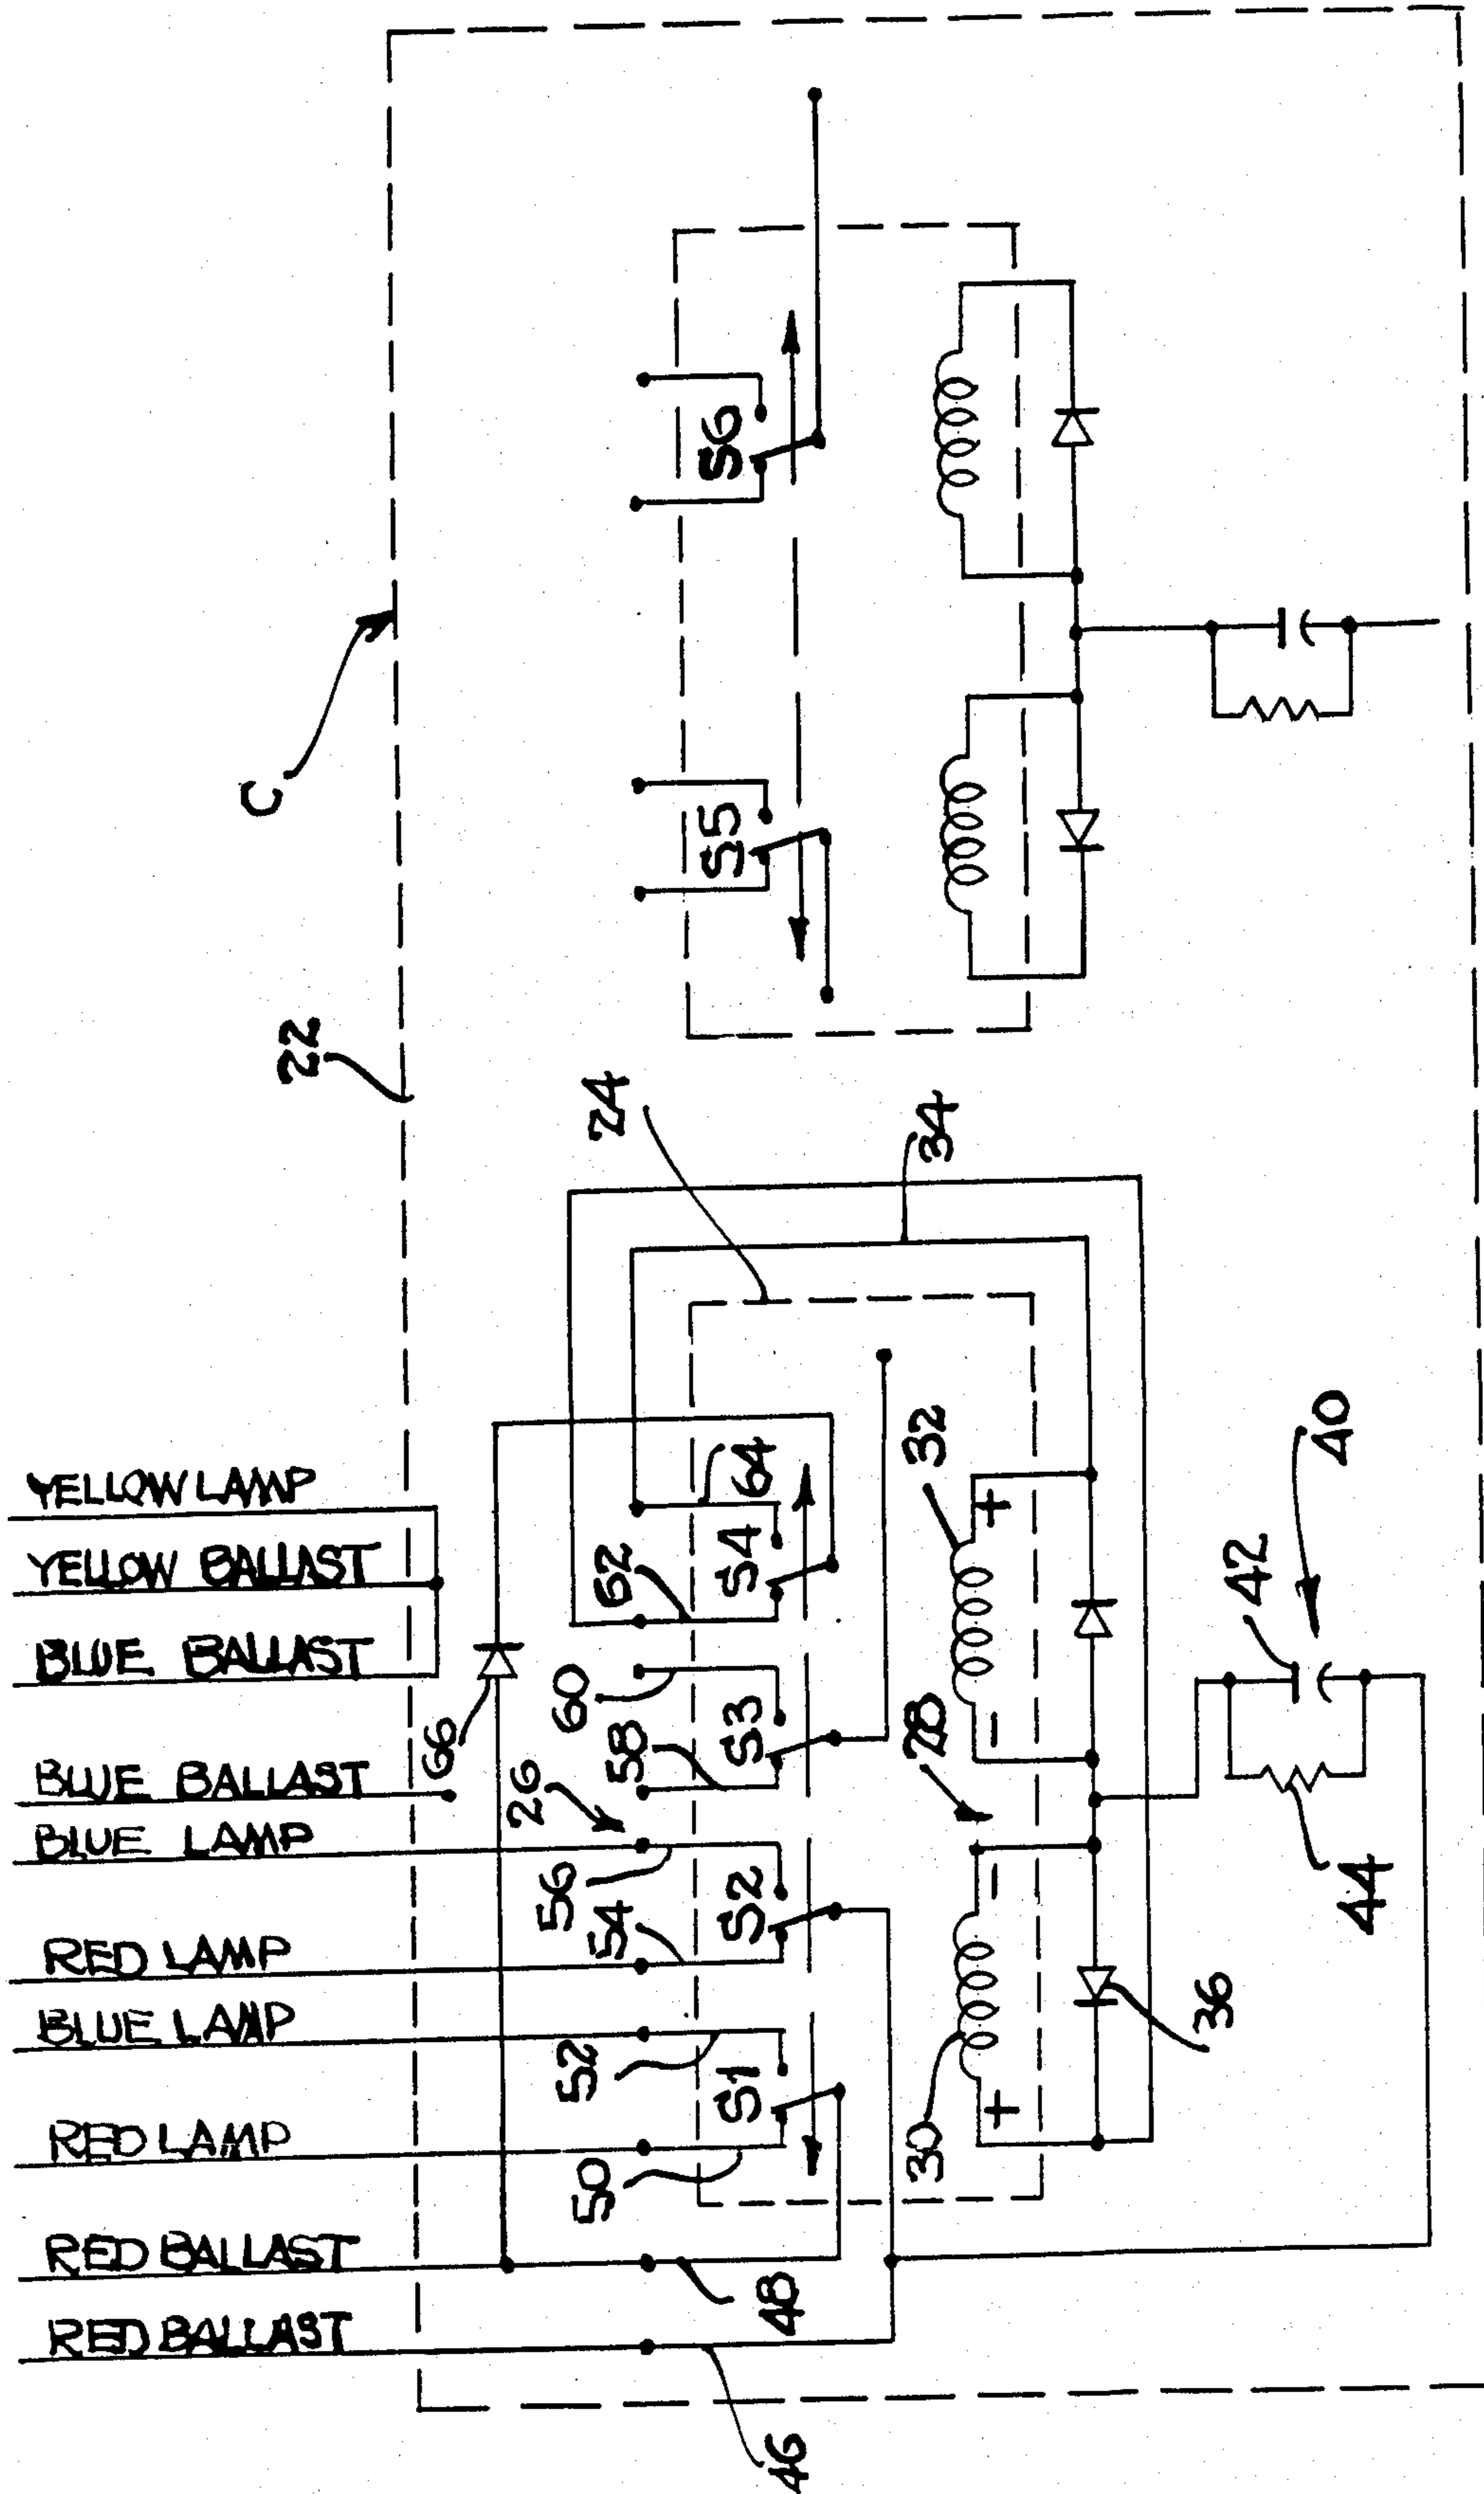 YELLOW LAMP
YELLOW BALLAST
BLUE BALLAST
BLUE BALLAST
BLUE LAMP
RED LAMP
BLUE LAMP
RED LAMP
RED BALLAST
RED BALLAST
C
22
24
34
66
26
60
58
56
54
62
64
52
50
48
46
S1
S2
S3
S4
S5
S6
32
28
30
36
40
42
44
+
-
-
+